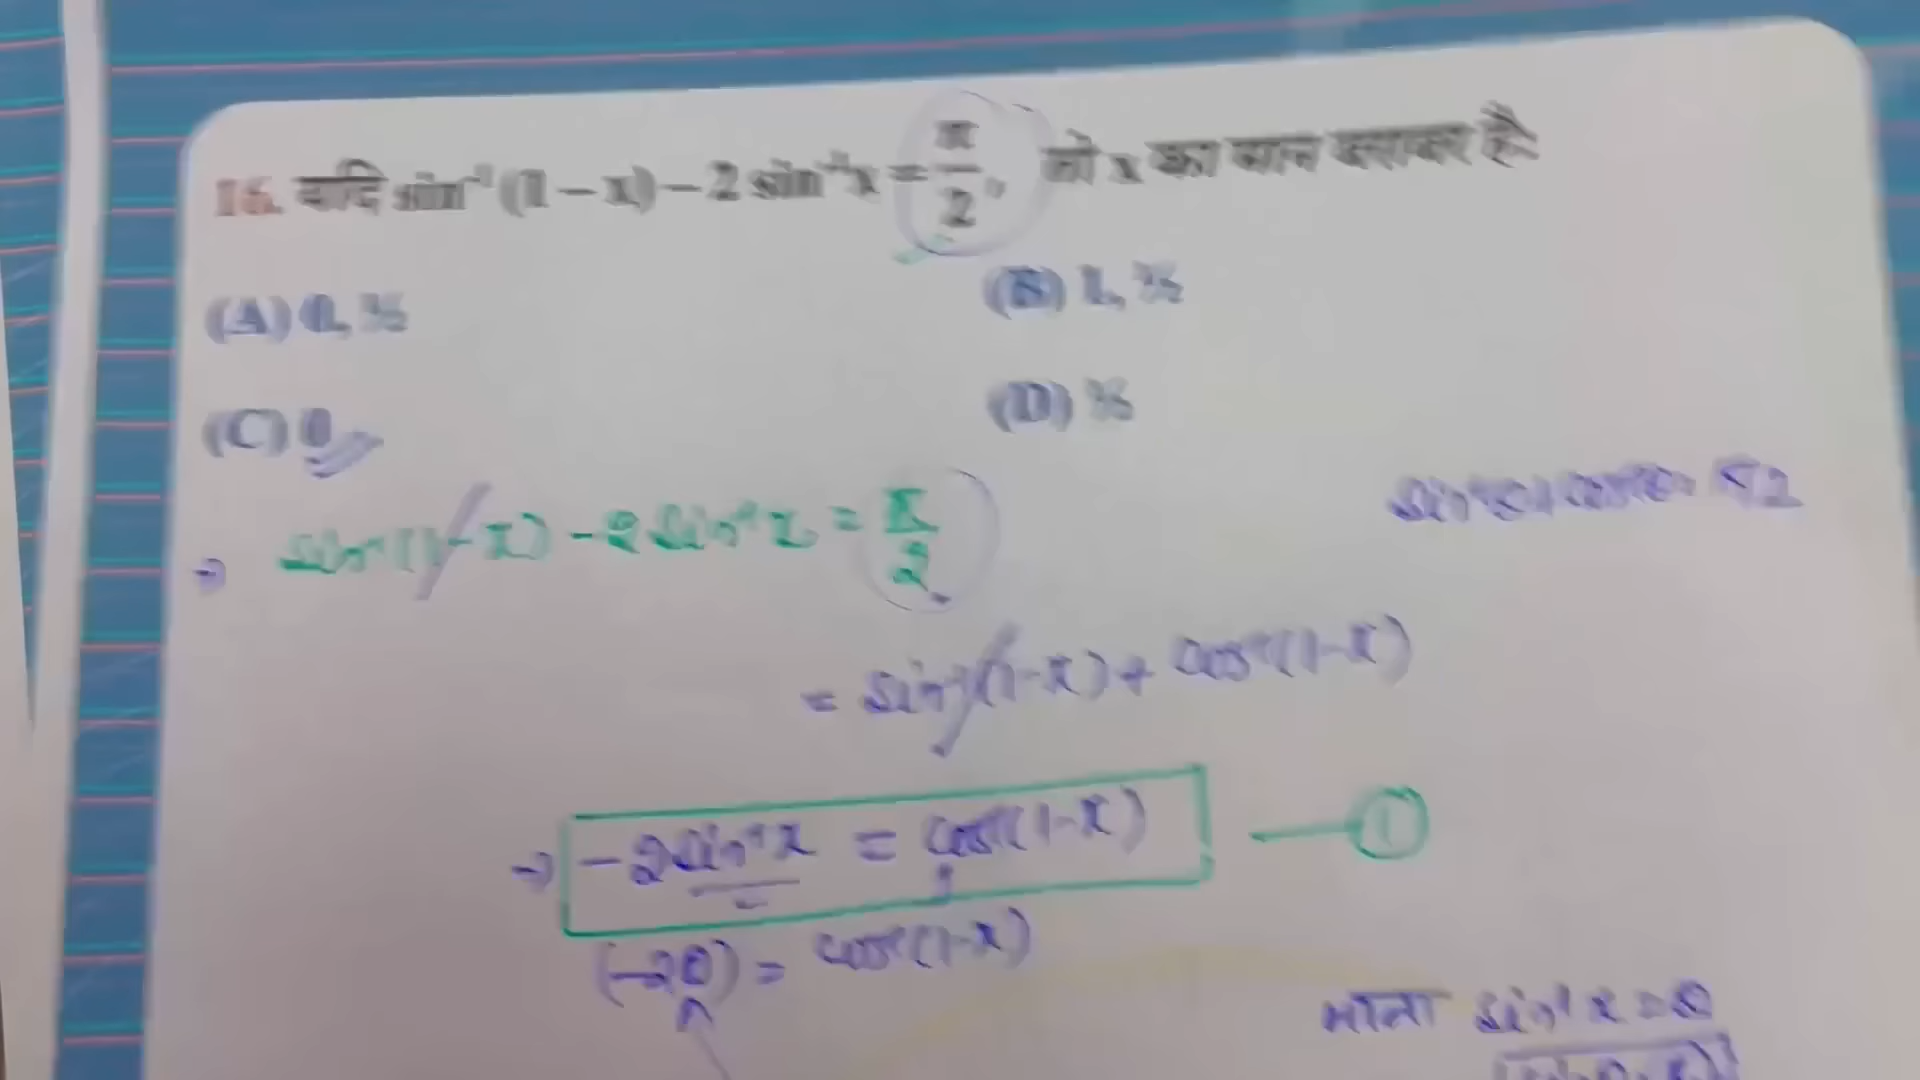 16. यदि sin⁻¹(1 – x) – 2 sin⁻¹x = π/2, तो x का मान बराबर है:
(A) 0, ½ (B) 1, ½
(C) 0 (D) ½
sin⁻¹x + cos⁻¹x = π/2
⇒ sin⁻¹(1-x) - 2 sin⁻¹x = π/2
= sin⁻¹(1-x) + cos⁻¹(1-x)
⇒ -2 sin⁻¹x = cos⁻¹(1-x) — ①
(-2θ) = cos⁻¹(1-x)
माना sin⁻¹x = θ